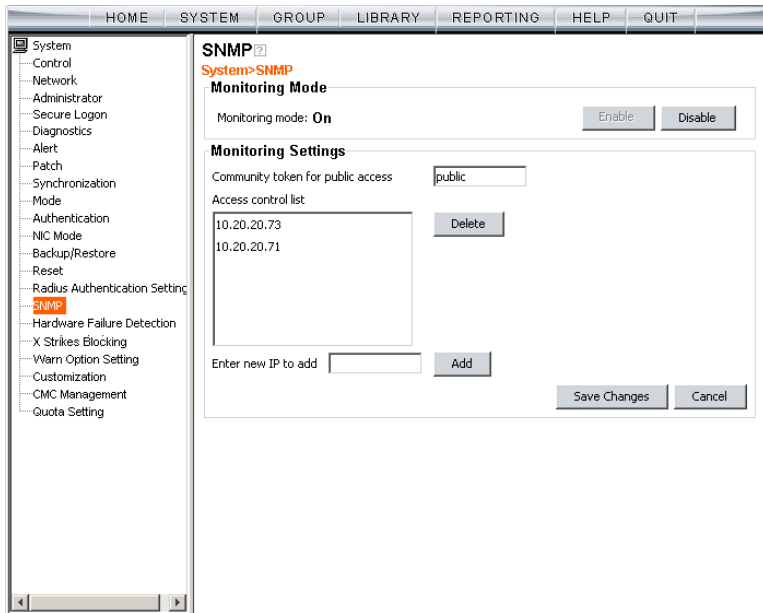 HOME SYSTEM GROUP LIBRARY REPORTING HELP QUIT
System
Control
Network
Administrator
Secure Logon
Diagnostics
Alert
Patch
Synchronization
Mode
Authentication
NIC Mode
Backup/Restore
Reset
Radius Authentication Setting
SNMP
Hardware Failure Detection
X Strikes Blocking
Warn Option Setting
Customization
CMC Management
Quota Setting
SNMP ?
System>SNMP
Monitoring Mode
Monitoring mode: On Enable Disable
Monitoring Settings
Community token for public access public
Access control list
10.20.20.73 Delete
10.20.20.71
Enter new IP to add Add
Save Changes Cancel